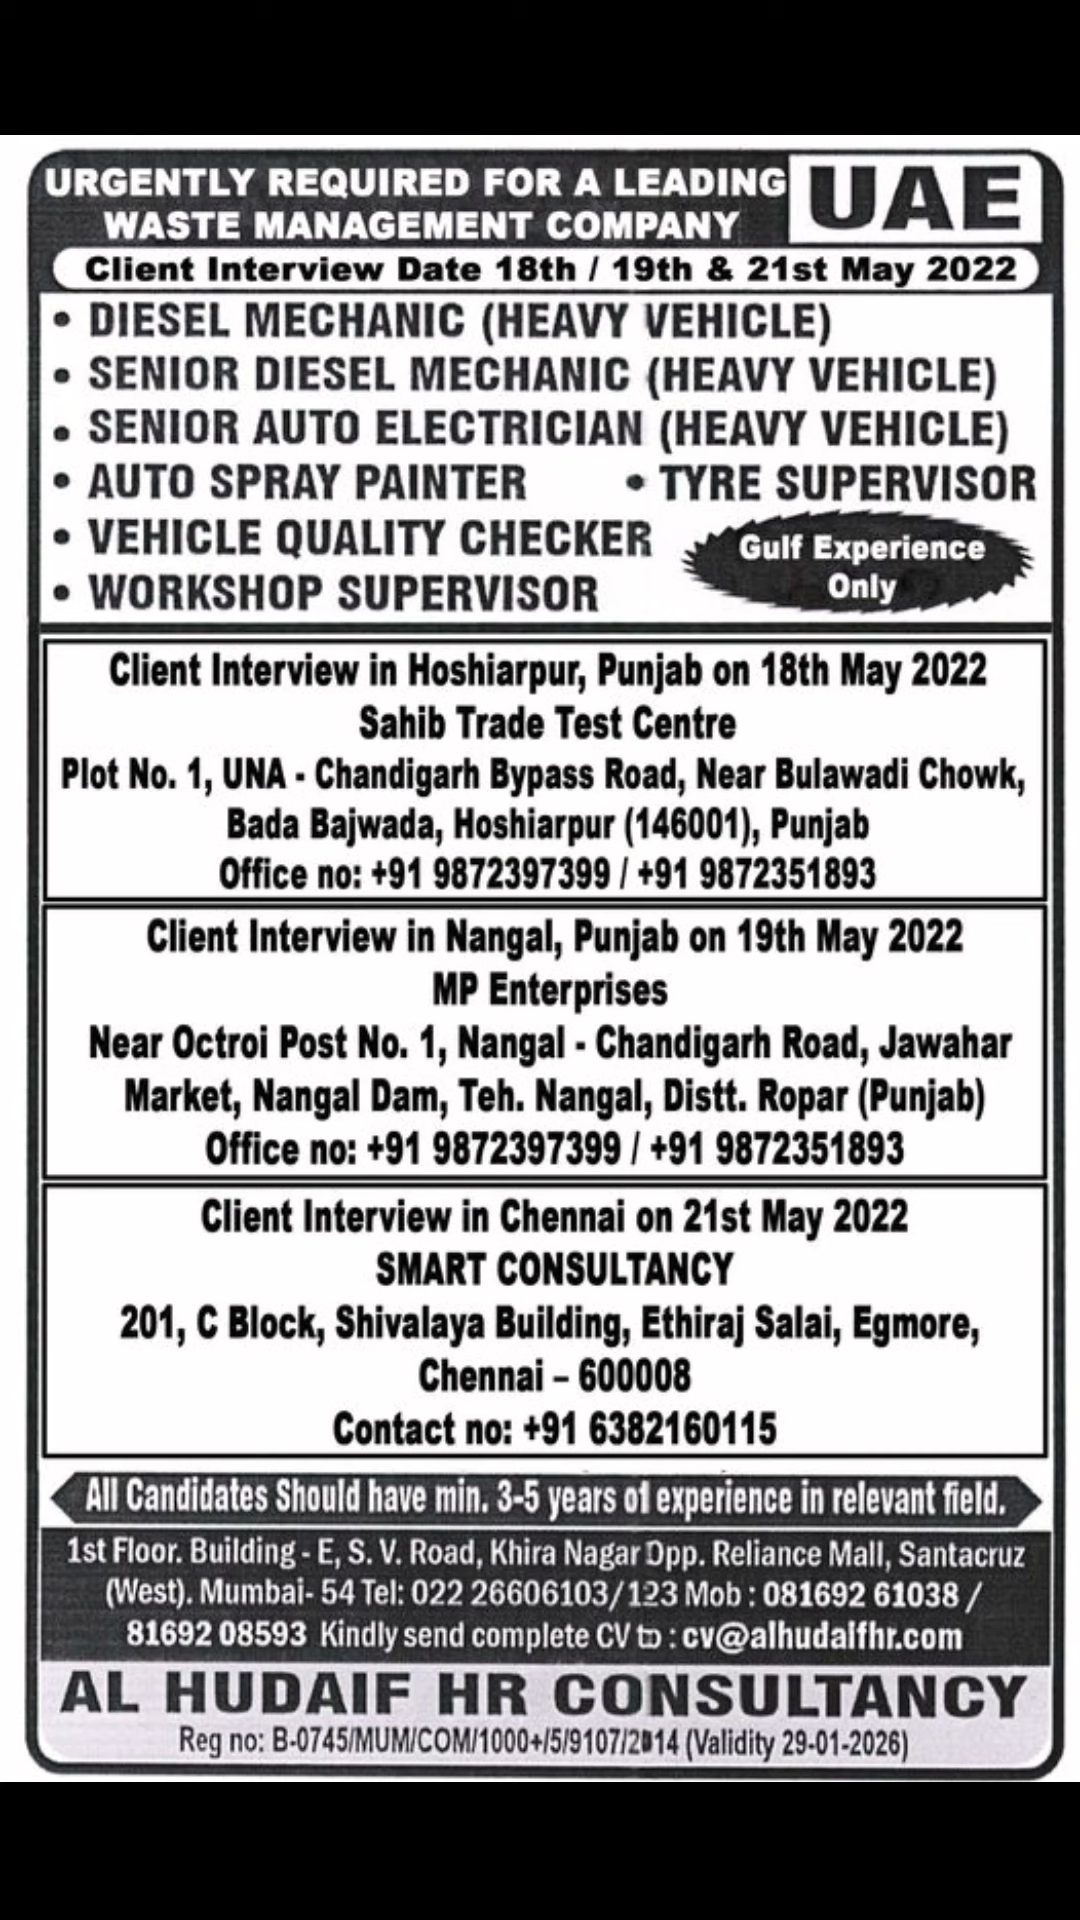 URGENTLY REQUIRED FOR A LEADING
WASTE MANAGEMENT COMPANY
UAE
Client Interview Date 18th / 19th & 21st May 2022
• DIESEL MECHANIC (HEAVY VEHICLE)
• SENIOR DIESEL MECHANIC (HEAVY VEHICLE)
• SENIOR AUTO ELECTRICIAN (HEAVY VEHICLE)
• AUTO SPRAY PAINTER • TYRE SUPERVISOR
• VEHICLE QUALITY CHECKER
• WORKSHOP SUPERVISOR
Gulf Experience
Only
Client Interview in Hoshiarpur, Punjab on 18th May 2022
Sahib Trade Test Centre
Plot No. 1, UNA - Chandigarh Bypass Road, Near Bulawadi Chowk,
Bada Bajwada, Hoshiarpur (146001), Punjab
Office no: +91 9872397399 / +91 9872351893
Client Interview in Nangal, Punjab on 19th May 2022
MP Enterprises
Near Octroi Post No. 1, Nangal - Chandigarh Road, Jawahar
Market, Nangal Dam, Teh. Nangal, Distt. Ropar (Punjab)
Office no: +91 9872397399 / +91 9872351893
Client Interview in Chennai on 21st May 2022
SMART CONSULTANCY
201, C Block, Shivalaya Building, Ethiraj Salai, Egmore,
Chennai – 600008
Contact no: +91 6382160115
All Candidates Should have min. 3-5 years of experience in relevant field.
1st Floor. Building - E, S. V. Road, Khira Nagar Opp. Reliance Mall, Santacruz
(West). Mumbai- 54 Tel: 022 26606103/123 Mob : 081692 61038 /
81692 08593 Kindly send complete CV to : cv@alhudaifhr.com
AL HUDAIF HR CONSULTANCY
Reg no: B-0745/MUM/COM/1000+/5/9107/2014 (Validity 29-01-2026)